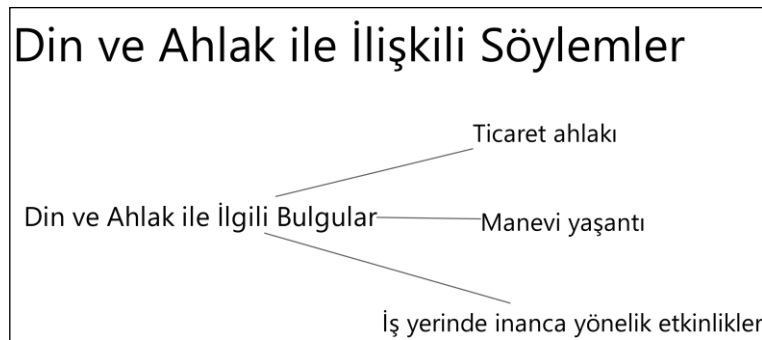 Din ve Ahlak ile İlişkili Söylemler
Ticaret ahlakı
Din ve Ahlak ile İlgili Bulgular
Manevi yaşantı
İş yerinde inanca yönelik etkinlikler